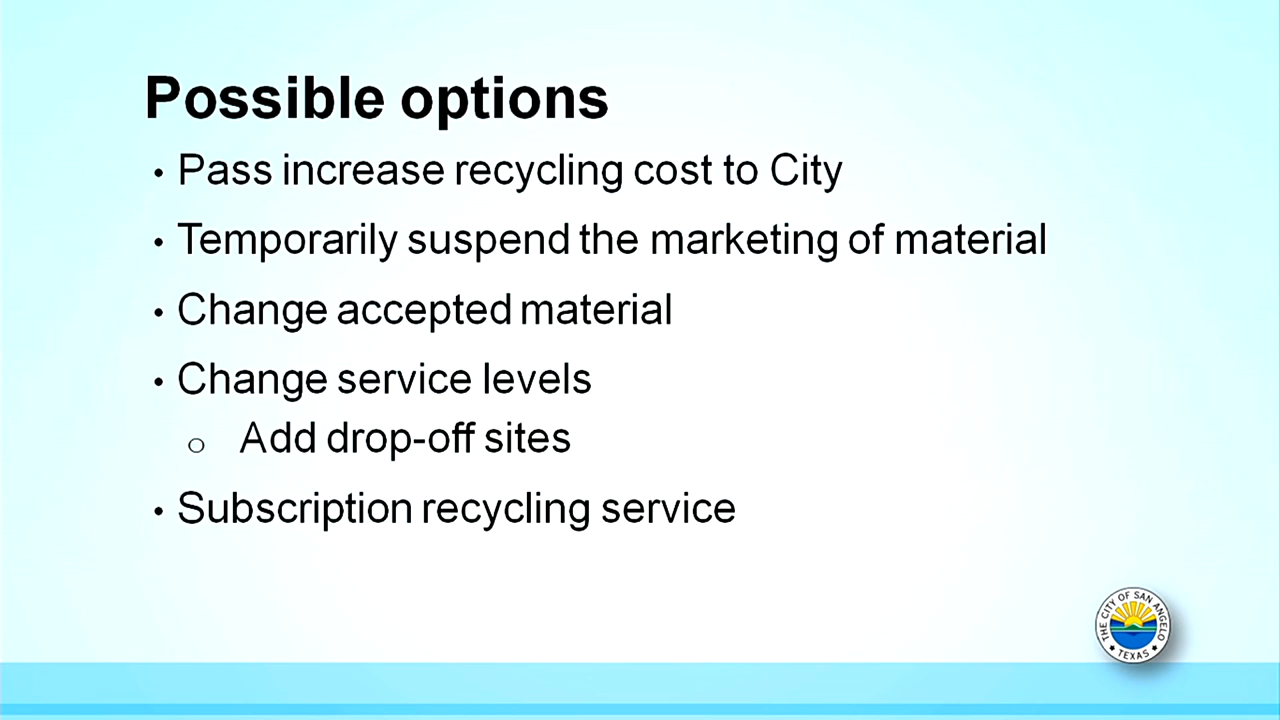 Possible options
• Pass increase recycling cost to City
• Temporarily suspend the marketing of material
• Change accepted material
• Change service levels
o Add drop-off sites
• Subscription recycling service
THE CITY OF SAN ANGELO
TEXAS